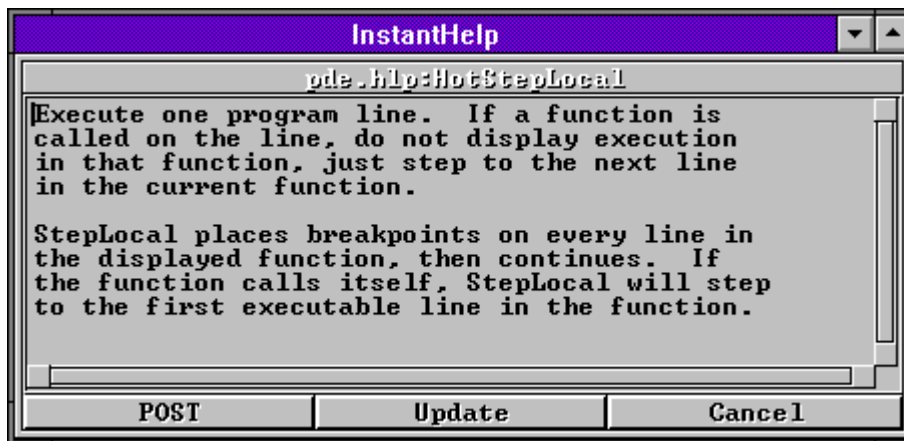 InstantHelp
pde.hlp:HotStepLocal
Execute one program line.  If a function is
called on the line, do not display execution
in that function, just step to the next line
in the current function.
StepLocal places breakpoints on every line in
the displayed function, then continues.  If
the function calls itself, StepLocal will step
to the first executable line in the function.
POST Update Cancel